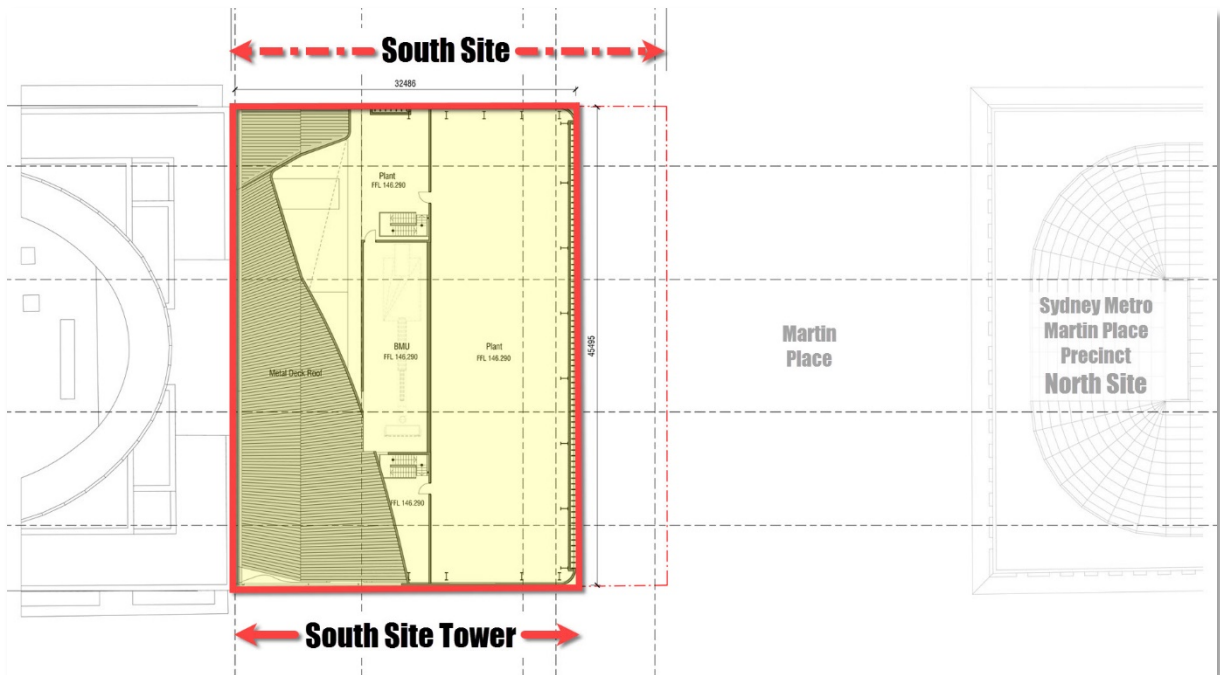 South Site
32486
Plant
FFL 146.290
BMU
FFL 146.290
Plant
FFL 146.290
45495
Metal Deck Roof
FFL 146.290
Martin
Place
Sydney Metro
Martin Place
Precinct
North Site
South Site Tower